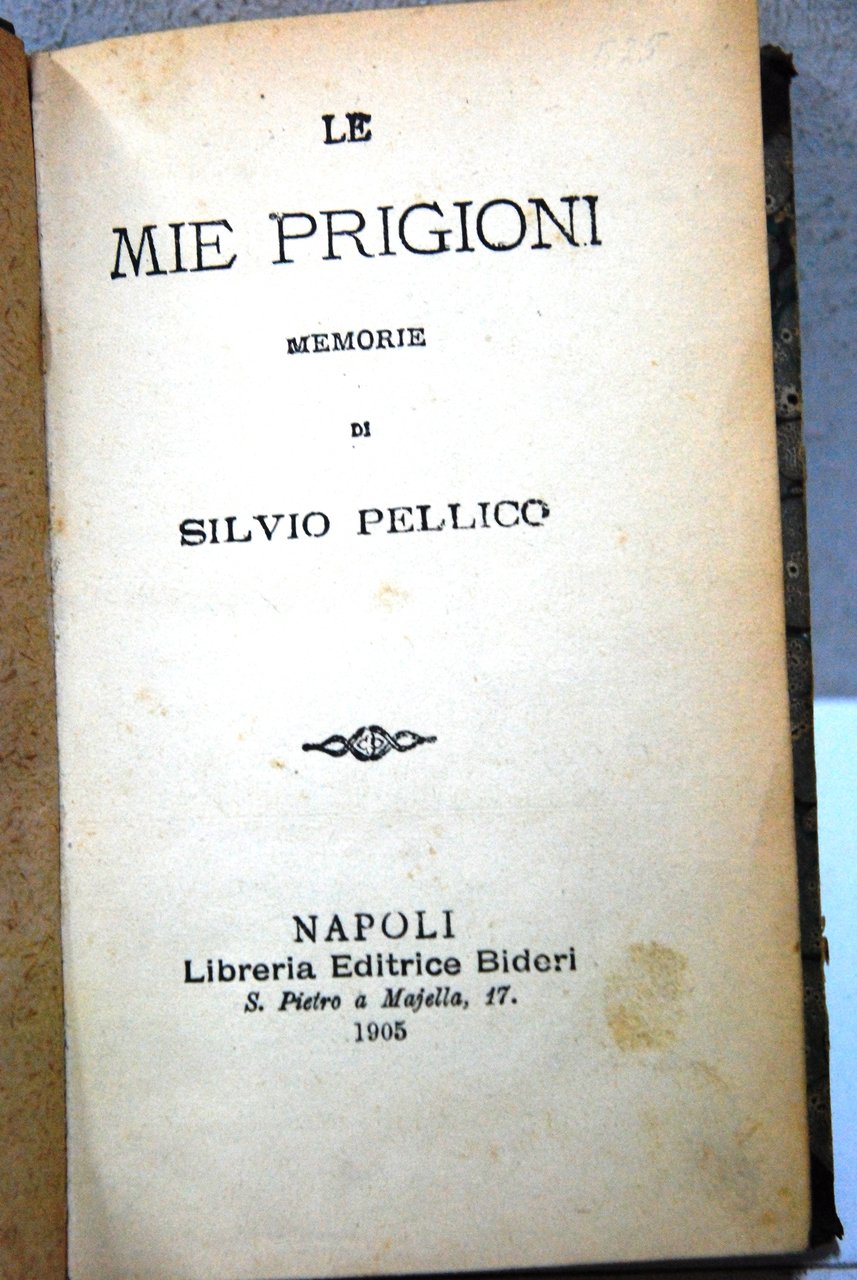 LE
MIE PRIGIONI
MEMORIE
DI
SILVIO PELLICO
NAPOLI
Libreria Editrice Bideri
S. Pietro a Majella, 17.
1905